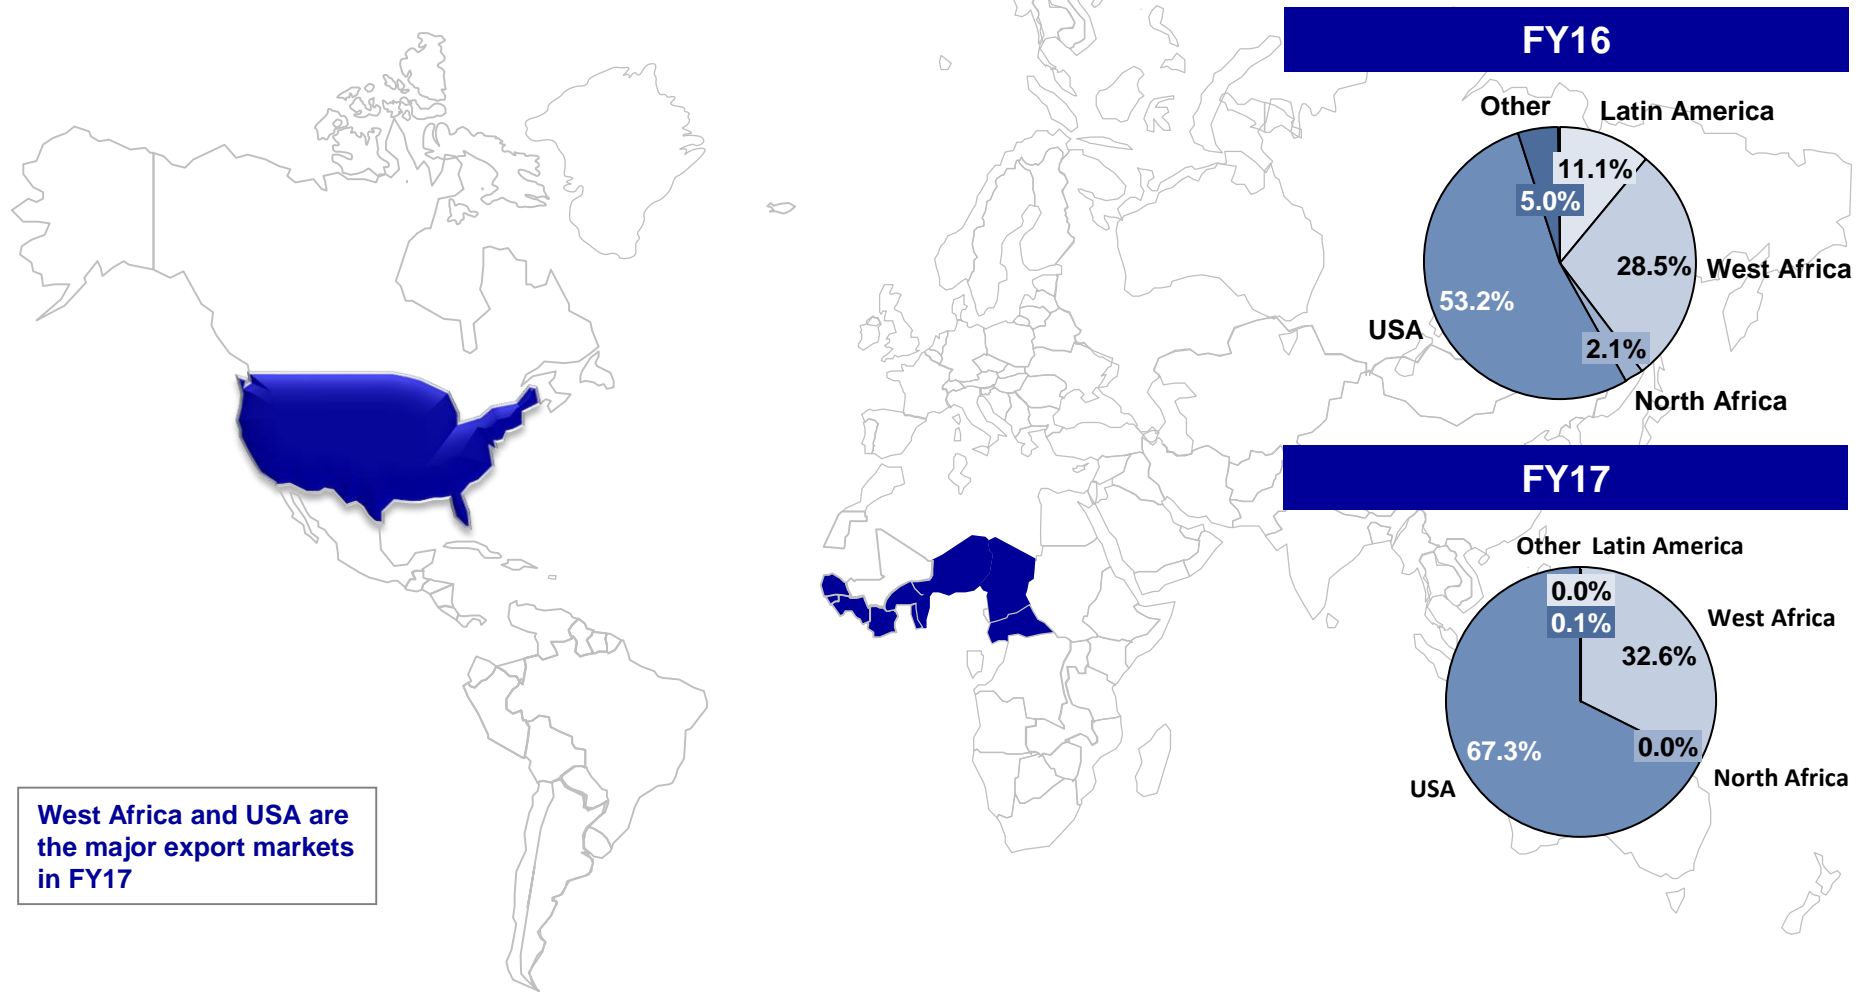 FY16
Other
Latin America
11.1%
5.0%
28.5%
West Africa
53.2%
USA
2.1%
North Africa
FY17
Other Latin America
0.0%
0.1%
West Africa
32.6%
67.3%
0.0%
North Africa
USA
West Africa and USA are
the major export markets
in FY17